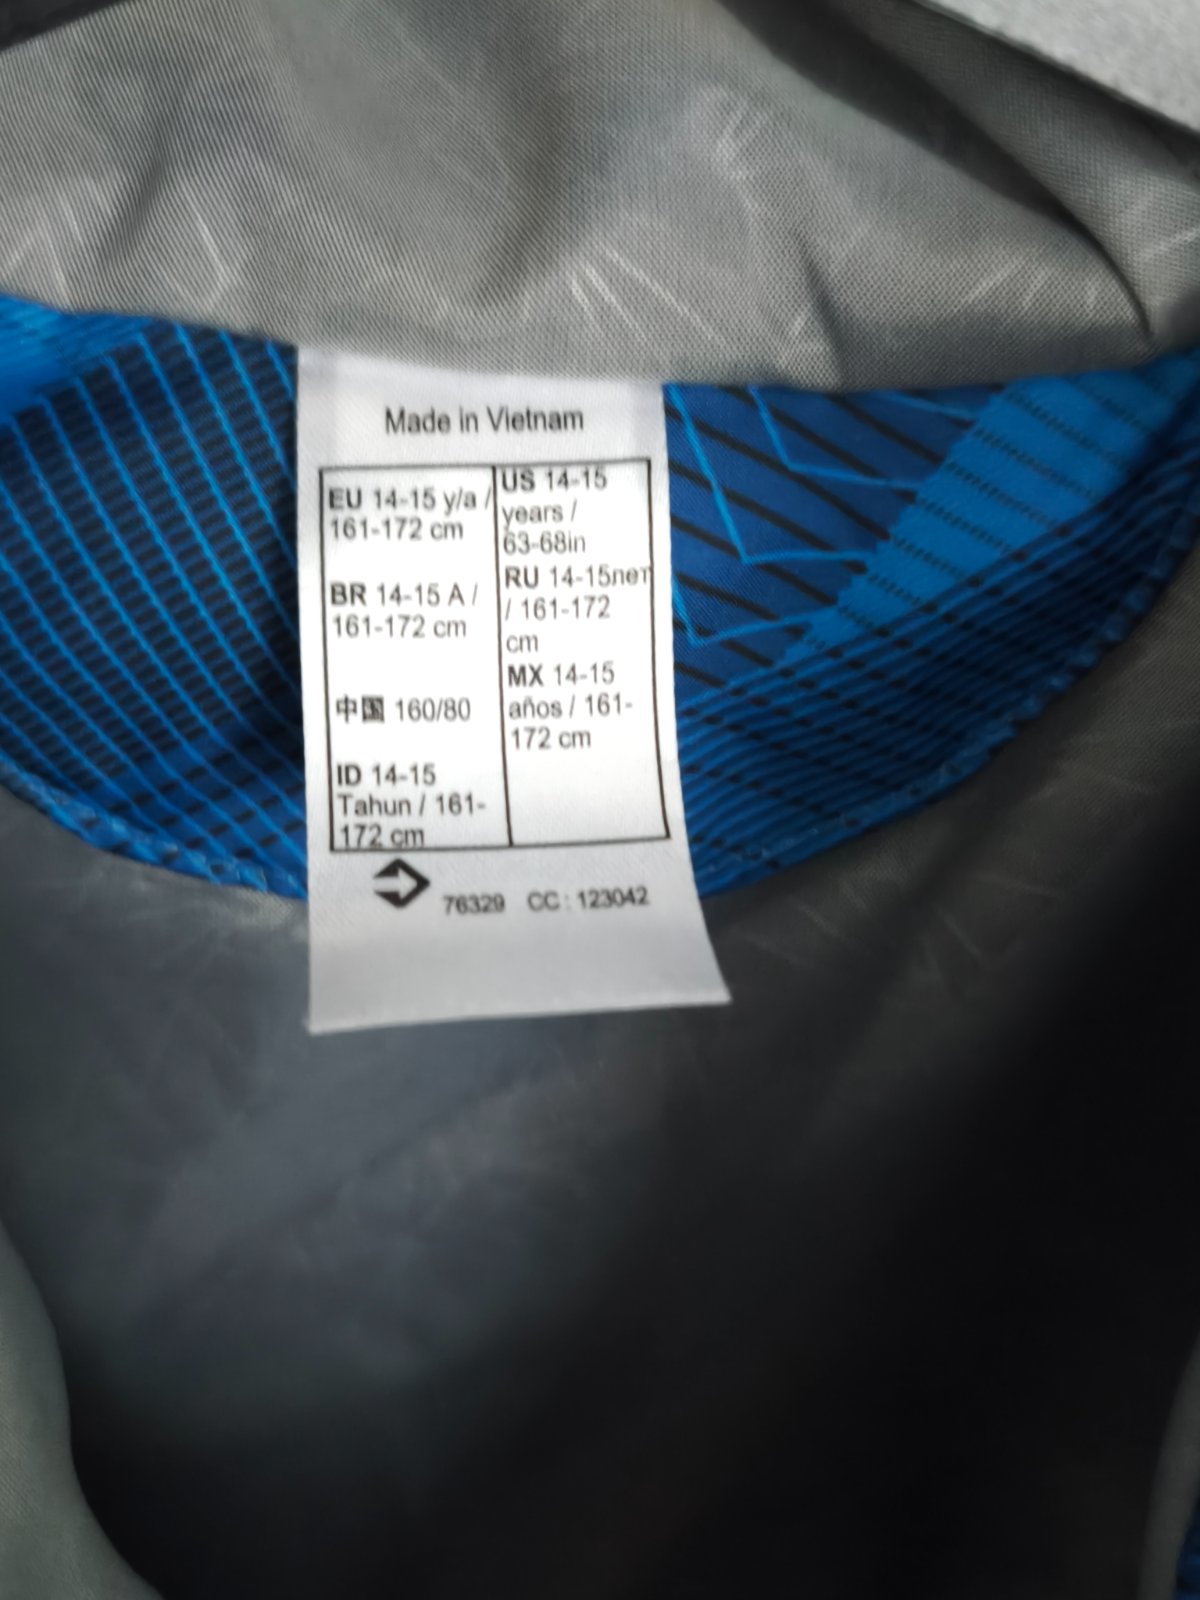 Made in Vietnam
EU 14-15 y/a /
161-172 cm
BR 14-15 A /
161-172 cm
中国 160/80
ID 14-15
Tahun / 161-
172 cm
US 14-15
years /
63-68in
RU 14-15лет
/ 161-172
cm
MX 14-15
años / 161-
172 cm
76329 CC : 123042